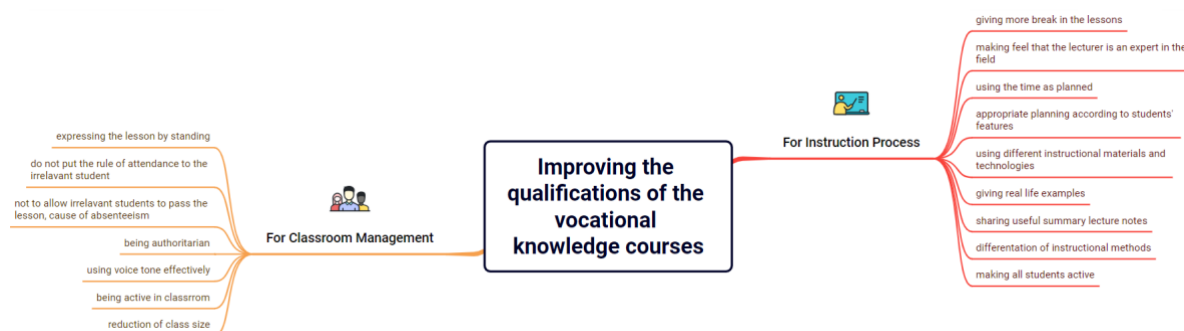 Improving the
qualifications of the
vocational
knowledge courses
For Instruction Process
giving more break in the lessons
making feel that the lecturer is an expert in the
field
using the time as planned
appropriate planning according to students'
features
using different instructional materials and
technologies
giving real life examples
sharing useful summary lecture notes
differentation of instructional methods
making all students active
For Classroom Management
expressing the lesson by standing
do not put the rule of attendance to the
irrelavant student
not to allow irrelavant students to pass the
lesson, cause of absenteeism
being authoritarian
using voice tone effectively
being active in classrrom
reduction of class size